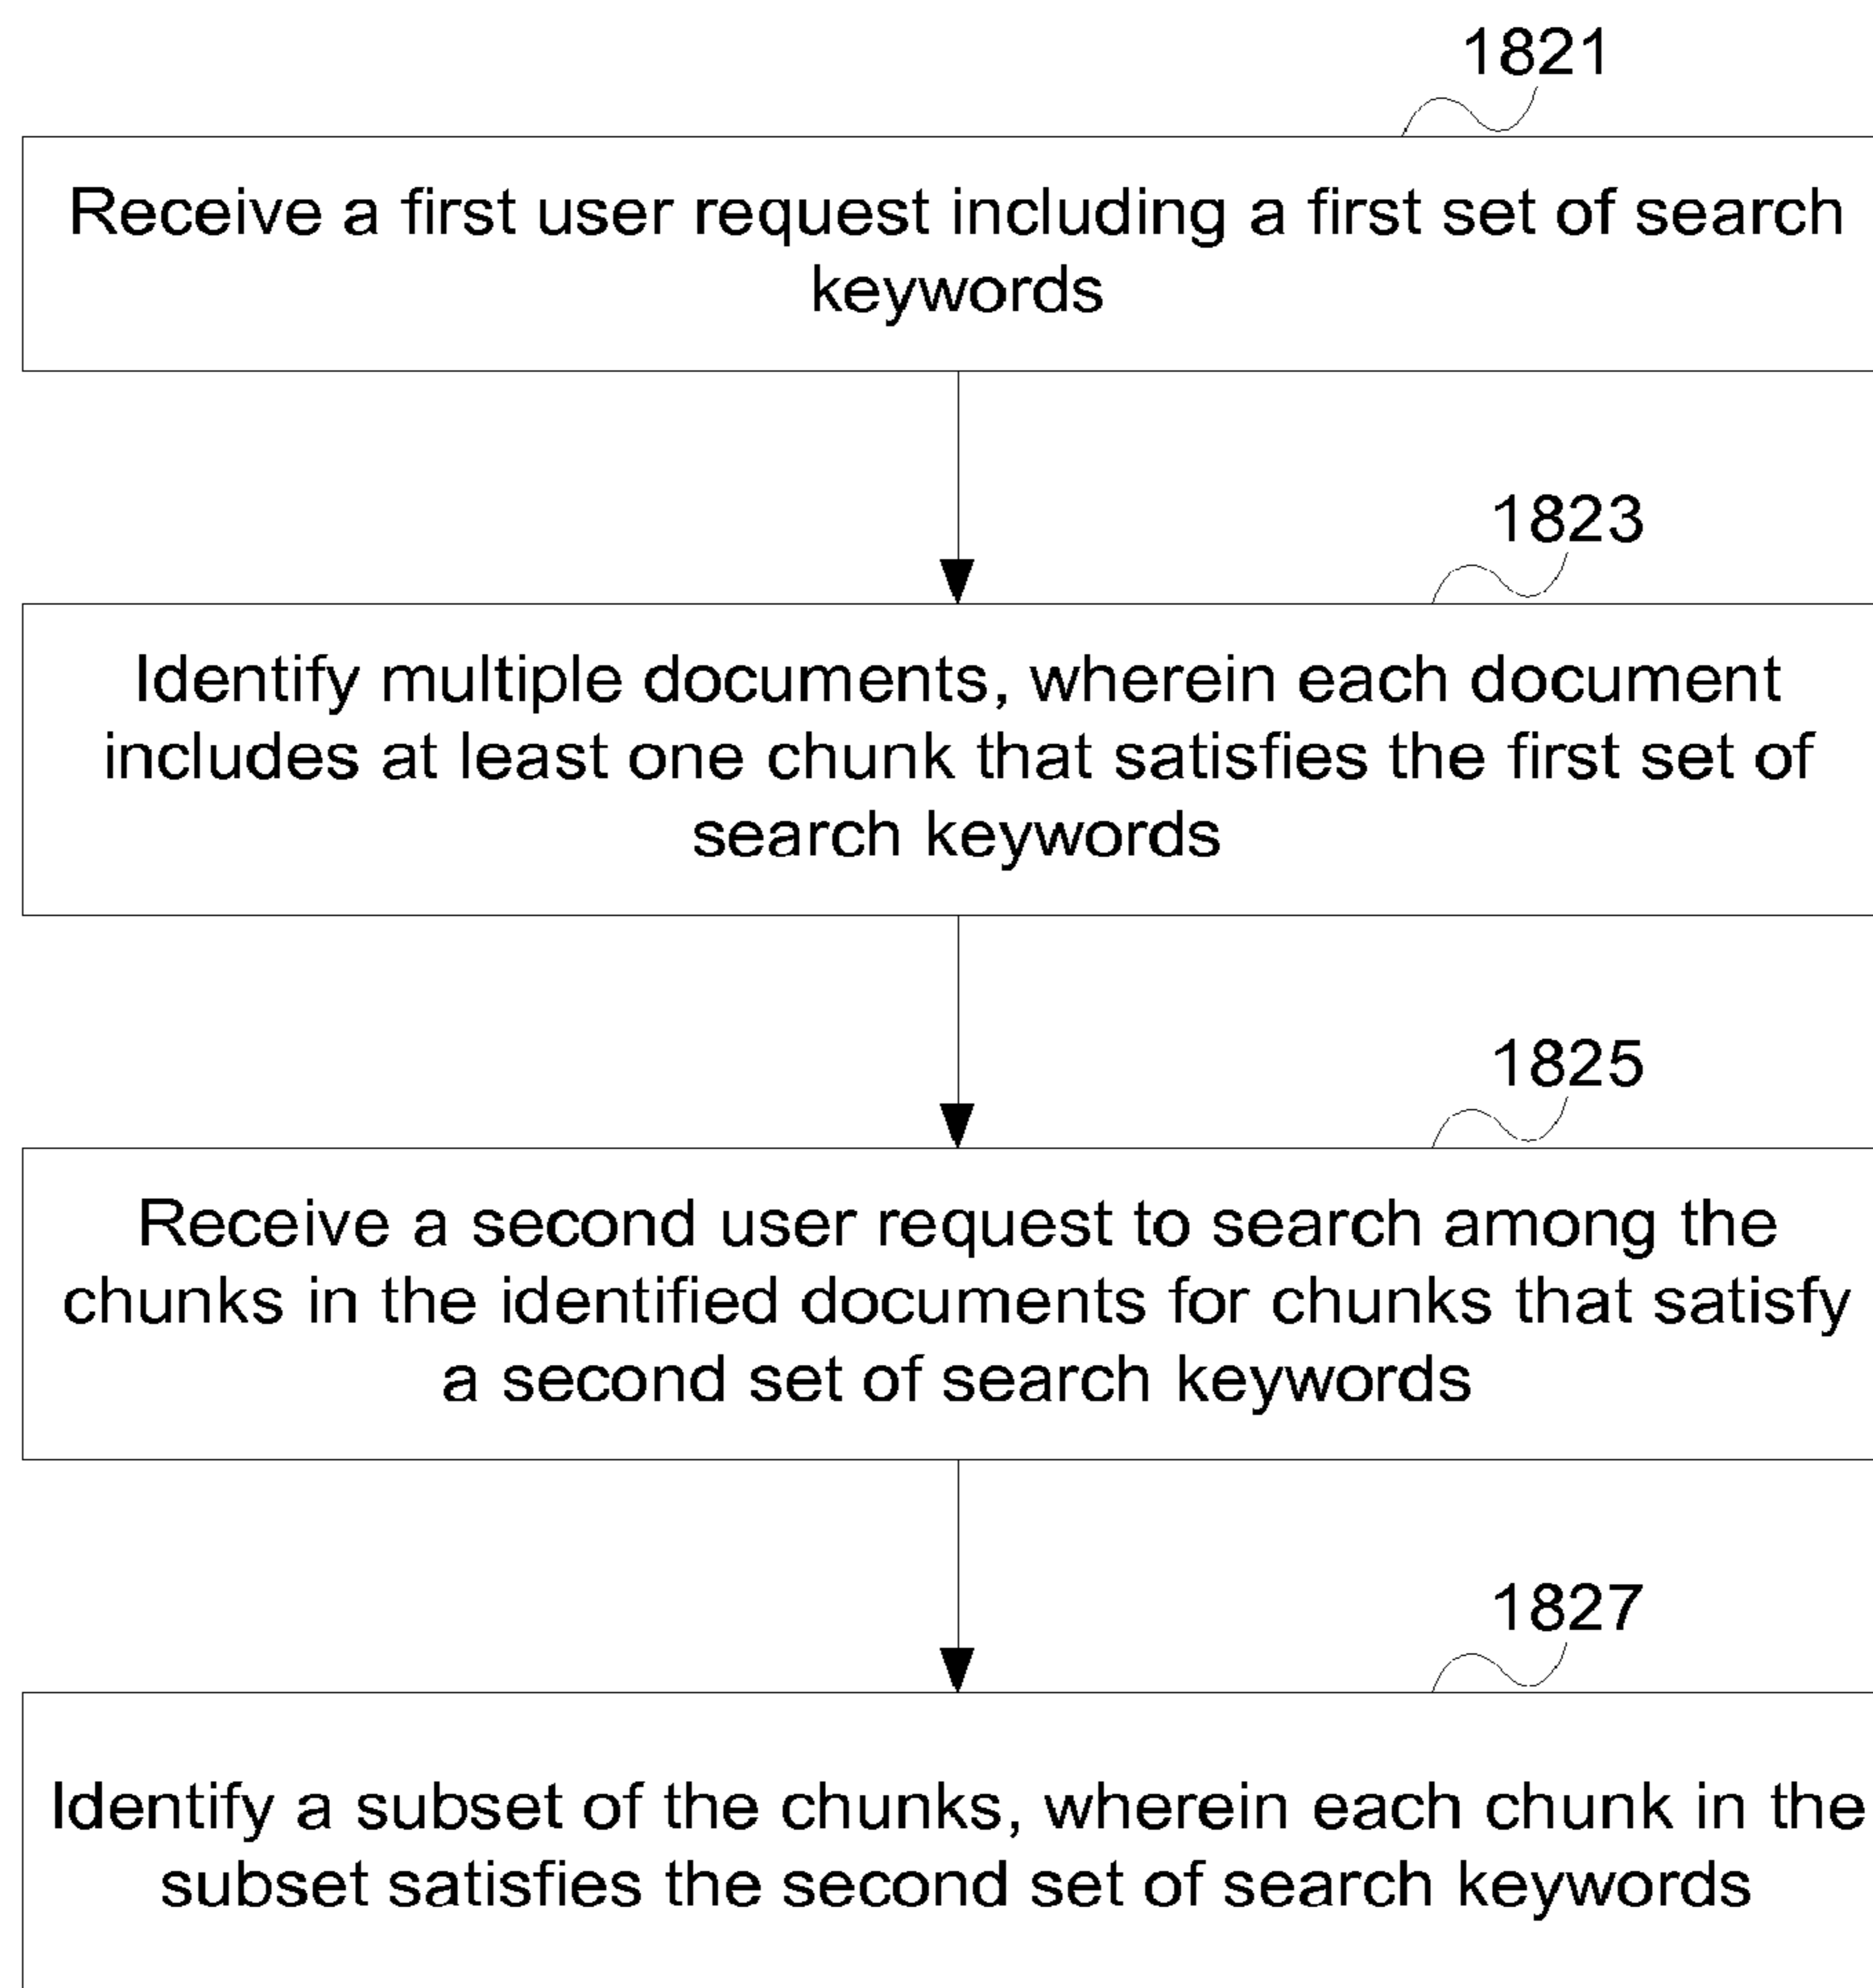 1821
Receive a first user request including a first set of search
keywords
1823
Identify multiple documents, wherein each document
includes at least one chunk that satisfies the first set of
search keywords
1825
Receive a second user request to search among the
chunks in the identified documents for chunks that satisfy
a second set of search keywords
1827
Identify a subset of the chunks, wherein each chunk in the
subset satisfies the second set of search keywords